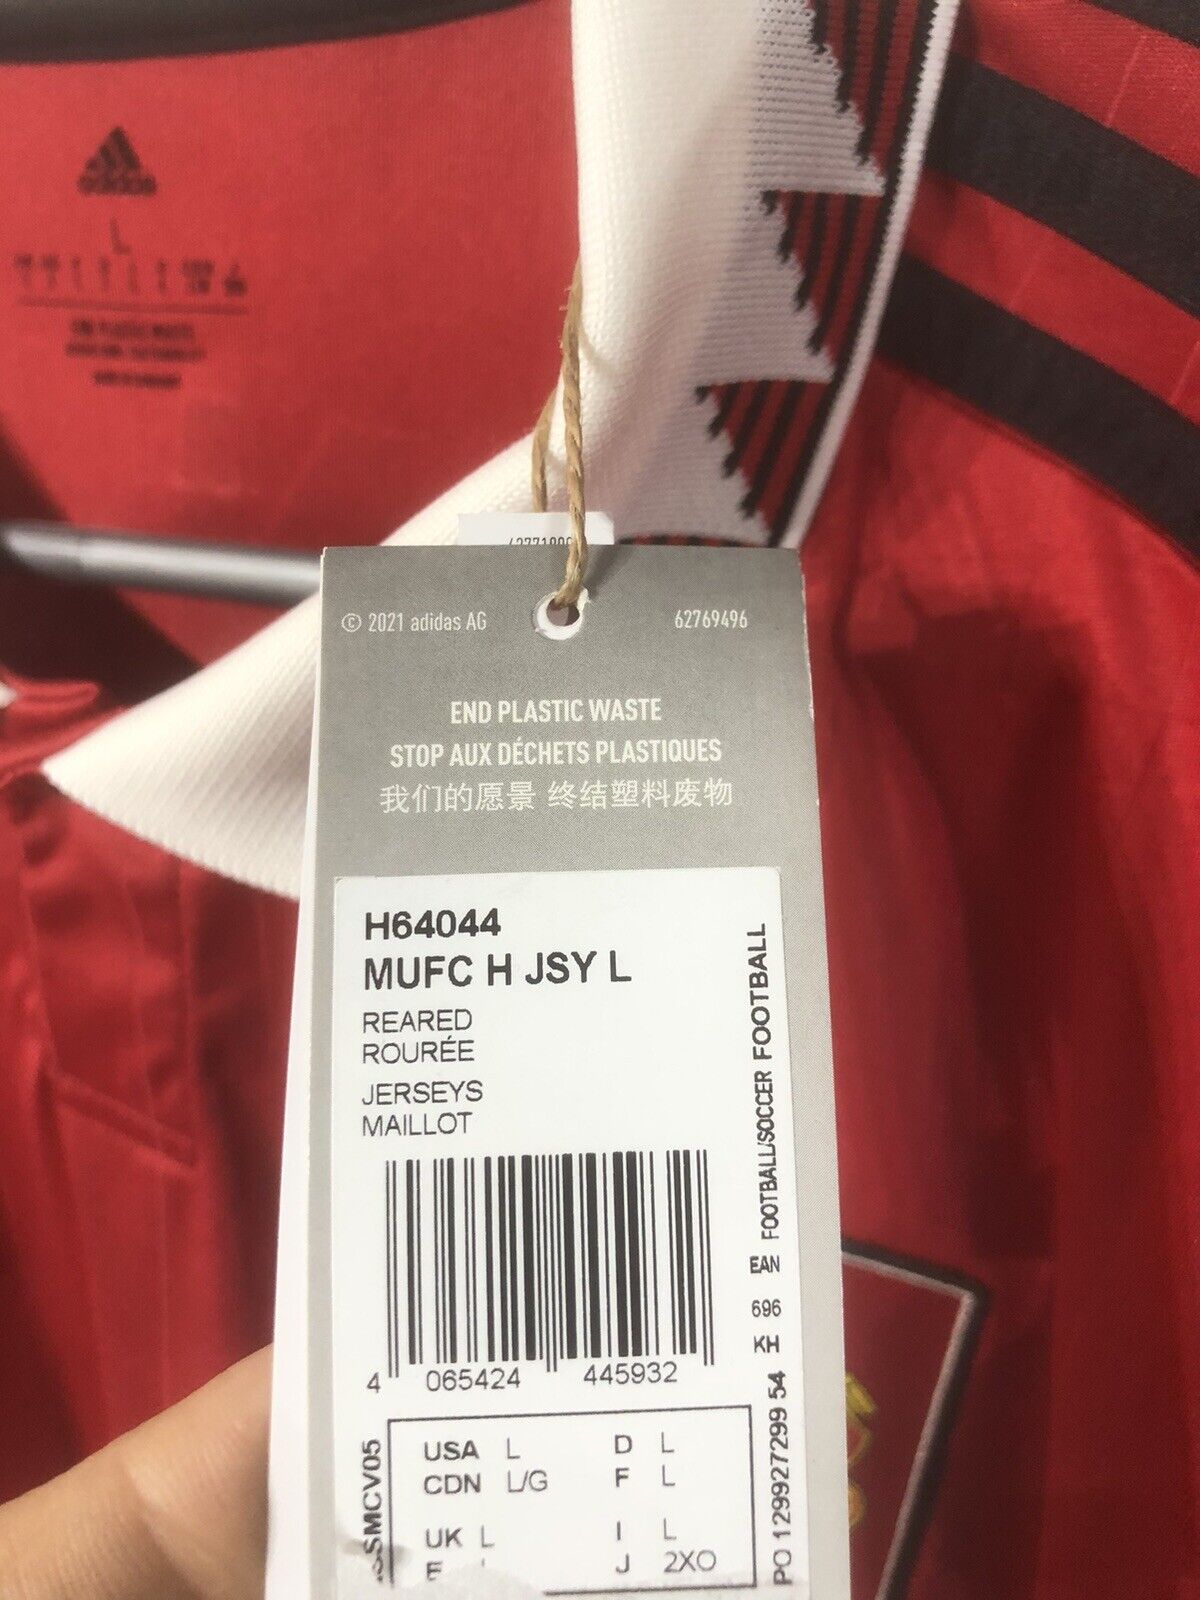 adidas
L
© 2021 adidas AG
62769496
END PLASTIC WASTE
STOP AUX DÉCHETS PLASTIQUES
我们的愿景 终结塑料废物
H64044
MUFC H JSY L
REARED
ROURÉE
JERSEYS
MAILLOT
4 065424 445932
USA L D L
CDN L/G F L
UK L I L
E J 2XO
PO 129927299 54 KH 696 EAN FOOTBALL/SOCCER FOOTBALL